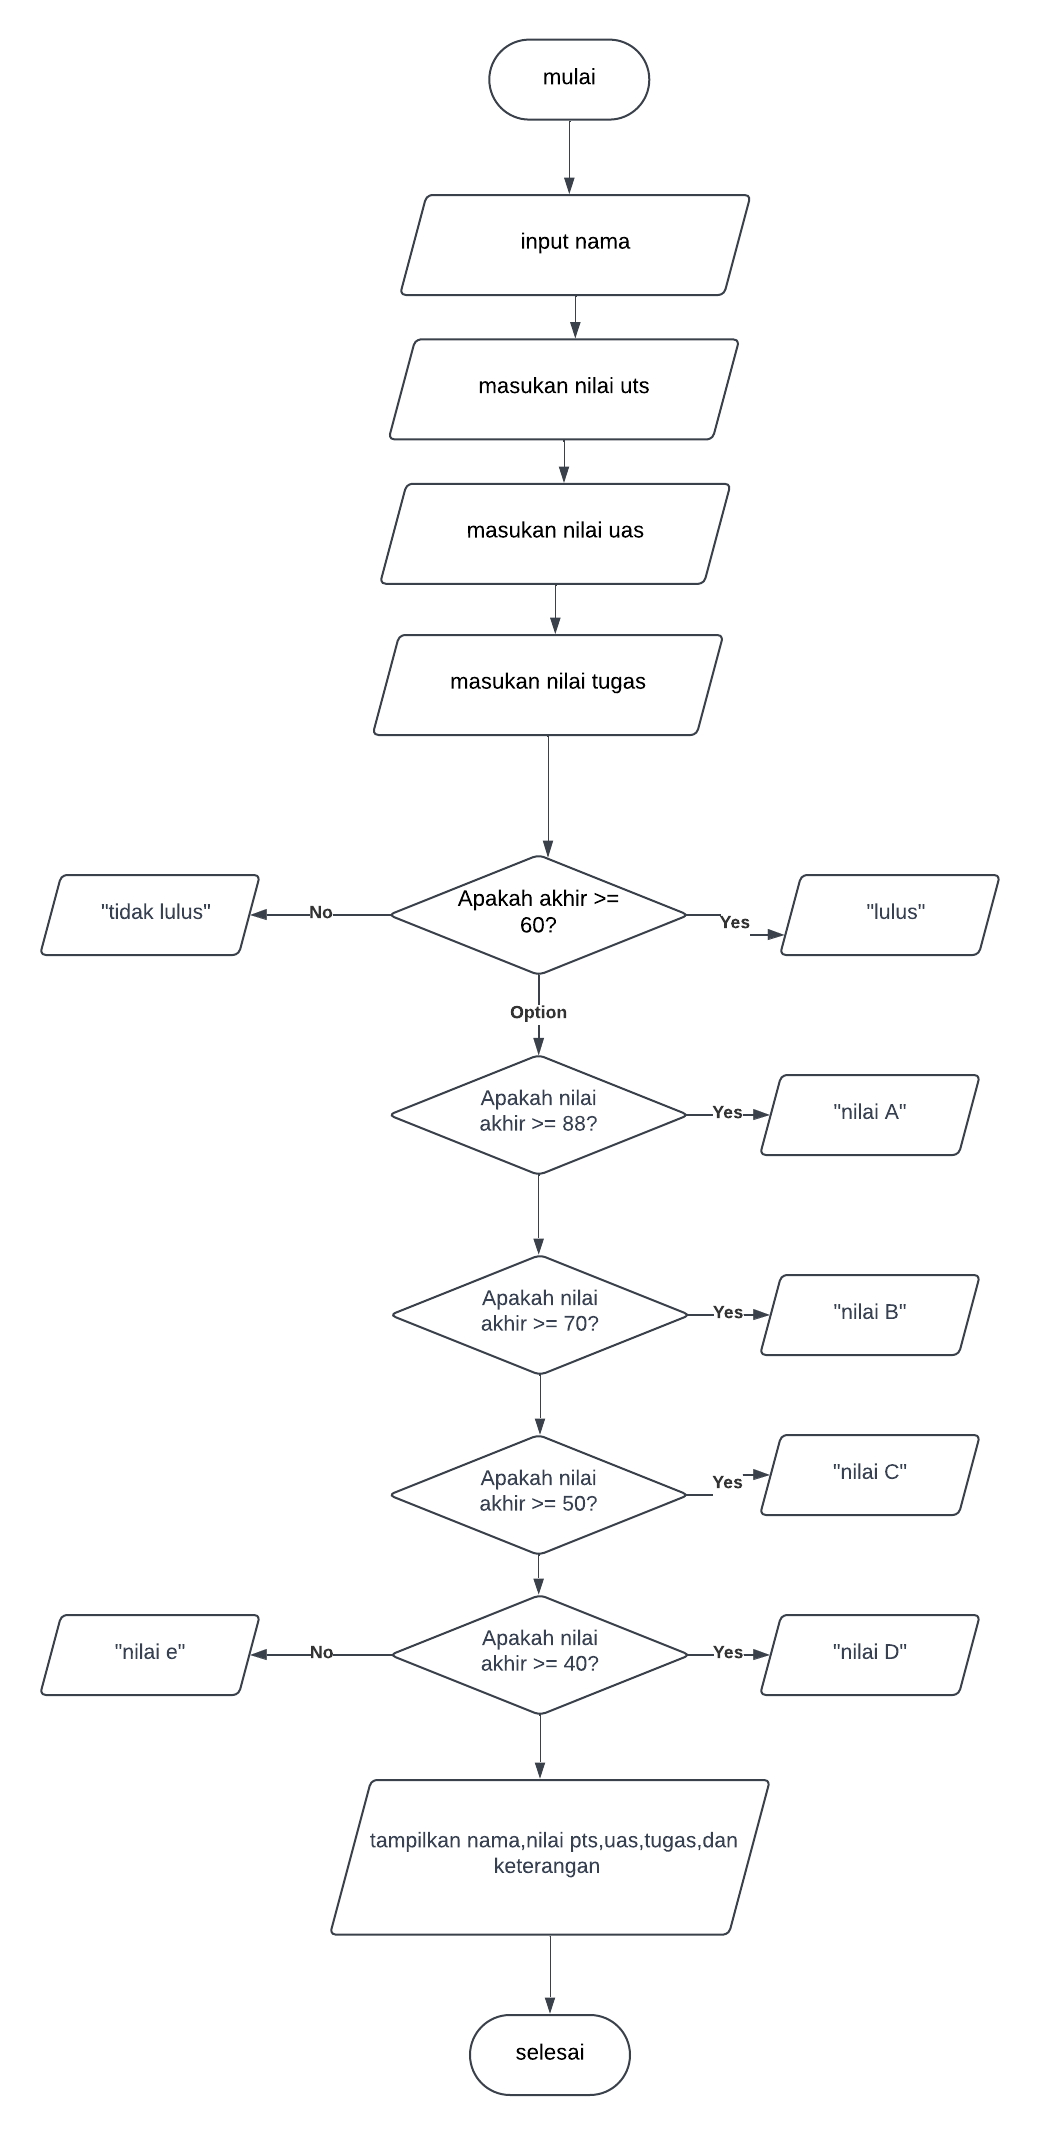 mulai
input nama
masukan nilai uts
masukan nilai uas
masukan nilai tugas
Apakah akhir >=
60?
No
"tidak lulus"
Yes
"lulus"
Option
Apakah nilai
akhir >= 88?
Yes
"nilai A"
Apakah nilai
akhir >= 70?
Yes
"nilai B"
Apakah nilai
akhir >= 50?
Yes
"nilai C"
Apakah nilai
akhir >= 40?
No
"nilai e"
Yes
"nilai D"
tampilkan nama,nilai pts,uas,tugas,dan
keterangan
selesai